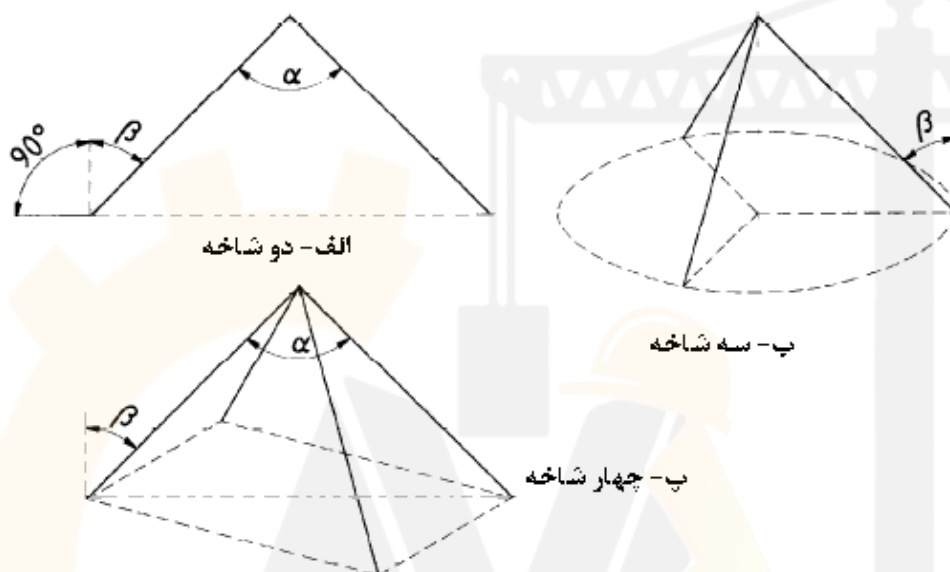 α
β
90°
الف- دو شاخه
β
ب- سه شاخه
α
β
پ- چهار شاخه